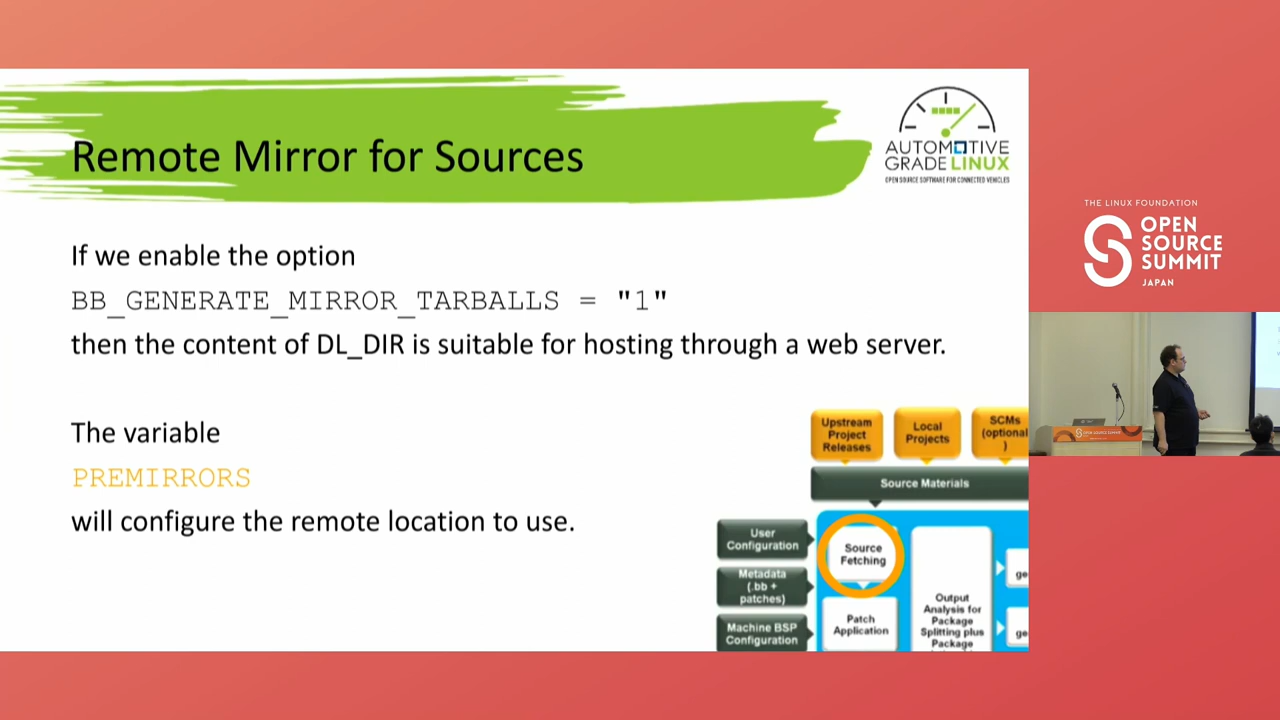 Remote Mirror for Sources
AUTOMOTIVE
GRADE LINUX
OPEN SOURCE SOFTWARE FOR CONNECTED VEHICLES
If we enable the option
BB_GENERATE_MIRROR_TARBALLS = "1"
then the content of DL_DIR is suitable for hosting through a web server.
The variable
PREMIRRORS
will configure the remote location to use.
Upstream
Project
Releases
Local
Projects
SCMs
(optional
)
Source Materials
User
Configuration
Metadata
(.bb +
patches)
Machine BSP
Configuration
Source
Fetching
Patch
Application
Output
Analysis for
Package
Splitting plus
Package
ge
ge
THE LINUX FOUNDATION
OPEN
SOURCE
SUMMIT
JAPAN